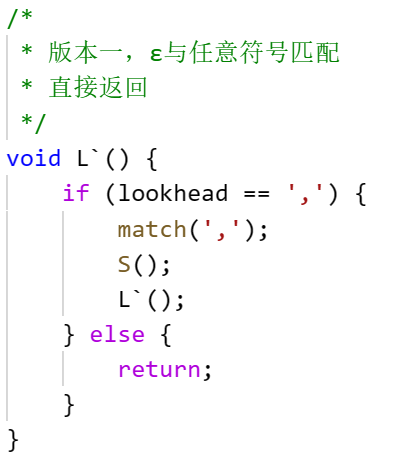 /*
 * 版本一，ε与任意符号匹配
 * 直接返回
 */
void L`() {
    if (lookhead == ',') {
        match(',');
        S();
        L`();
    } else {
        return;
    }
}